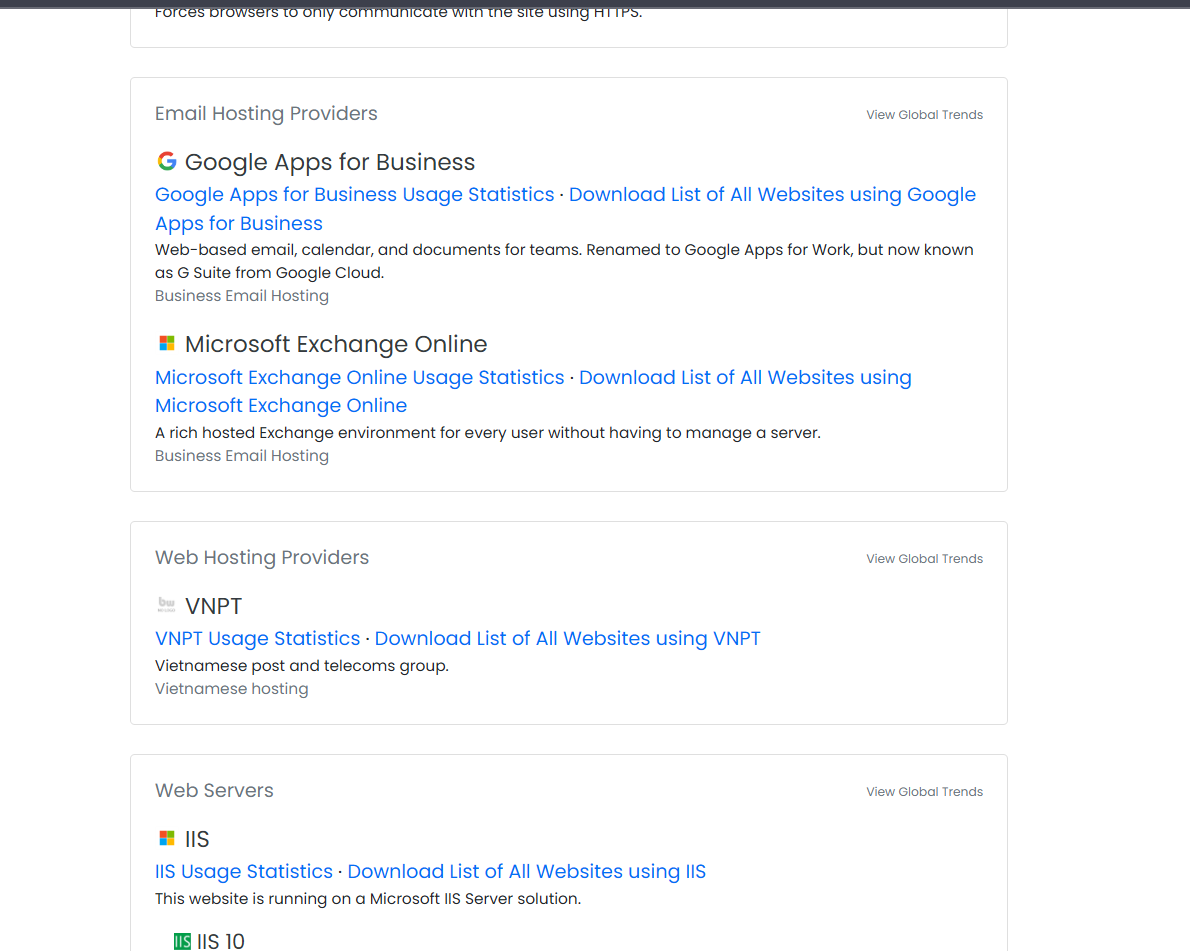 Forces browsers to only communicate with the site using HTTPS.
Email Hosting Providers
View Global Trends
Google Apps for Business
Google Apps for Business Usage Statistics · Download List of All Websites using Google
Apps for Business
Web-based email, calendar, and documents for teams. Renamed to Google Apps for Work, but now known
as G Suite from Google Cloud.
Business Email Hosting
Microsoft Exchange Online
Microsoft Exchange Online Usage Statistics · Download List of All Websites using
Microsoft Exchange Online
A rich hosted Exchange environment for every user without having to manage a server.
Business Email Hosting
Web Hosting Providers
View Global Trends
bw
VNPT
VNPT Usage Statistics · Download List of All Websites using VNPT
Vietnamese post and telecoms group.
Vietnamese hosting
Web Servers
View Global Trends
IIS
IIS Usage Statistics · Download List of All Websites using IIS
This website is running on a Microsoft IIS Server solution.
IIS IIS 10